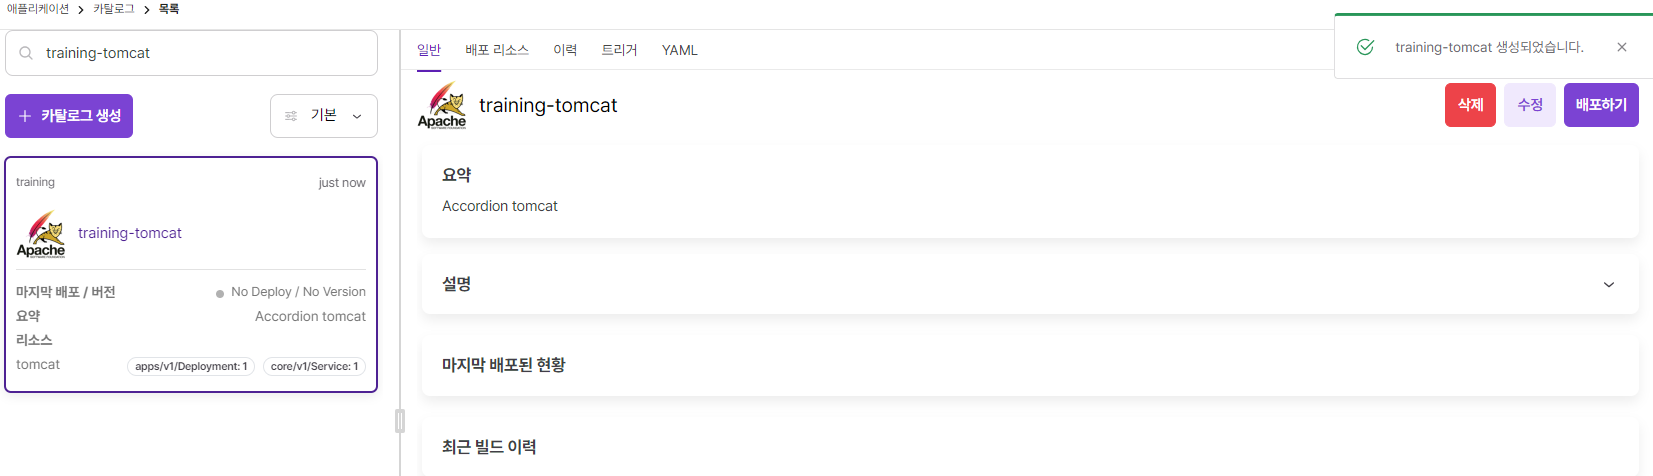 애플리케이션 > 카탈로그 > 목록
training-tomcat
카탈로그 생성
기본
training
just now
Apache
training-tomcat
마지막 배포 / 버전
No Deploy / No Version
요약
Accordion tomcat
리소스
tomcat
apps/v1/Deployment: 1
core/v1/Service: 1
일반
배포 리소스
이력
트리거
YAML
training-tomcat 생성되었습니다.
Apache
training-tomcat
삭제
수정
배포하기
요약
Accordion tomcat
설명
마지막 배포된 현황
최근 빌드 이력